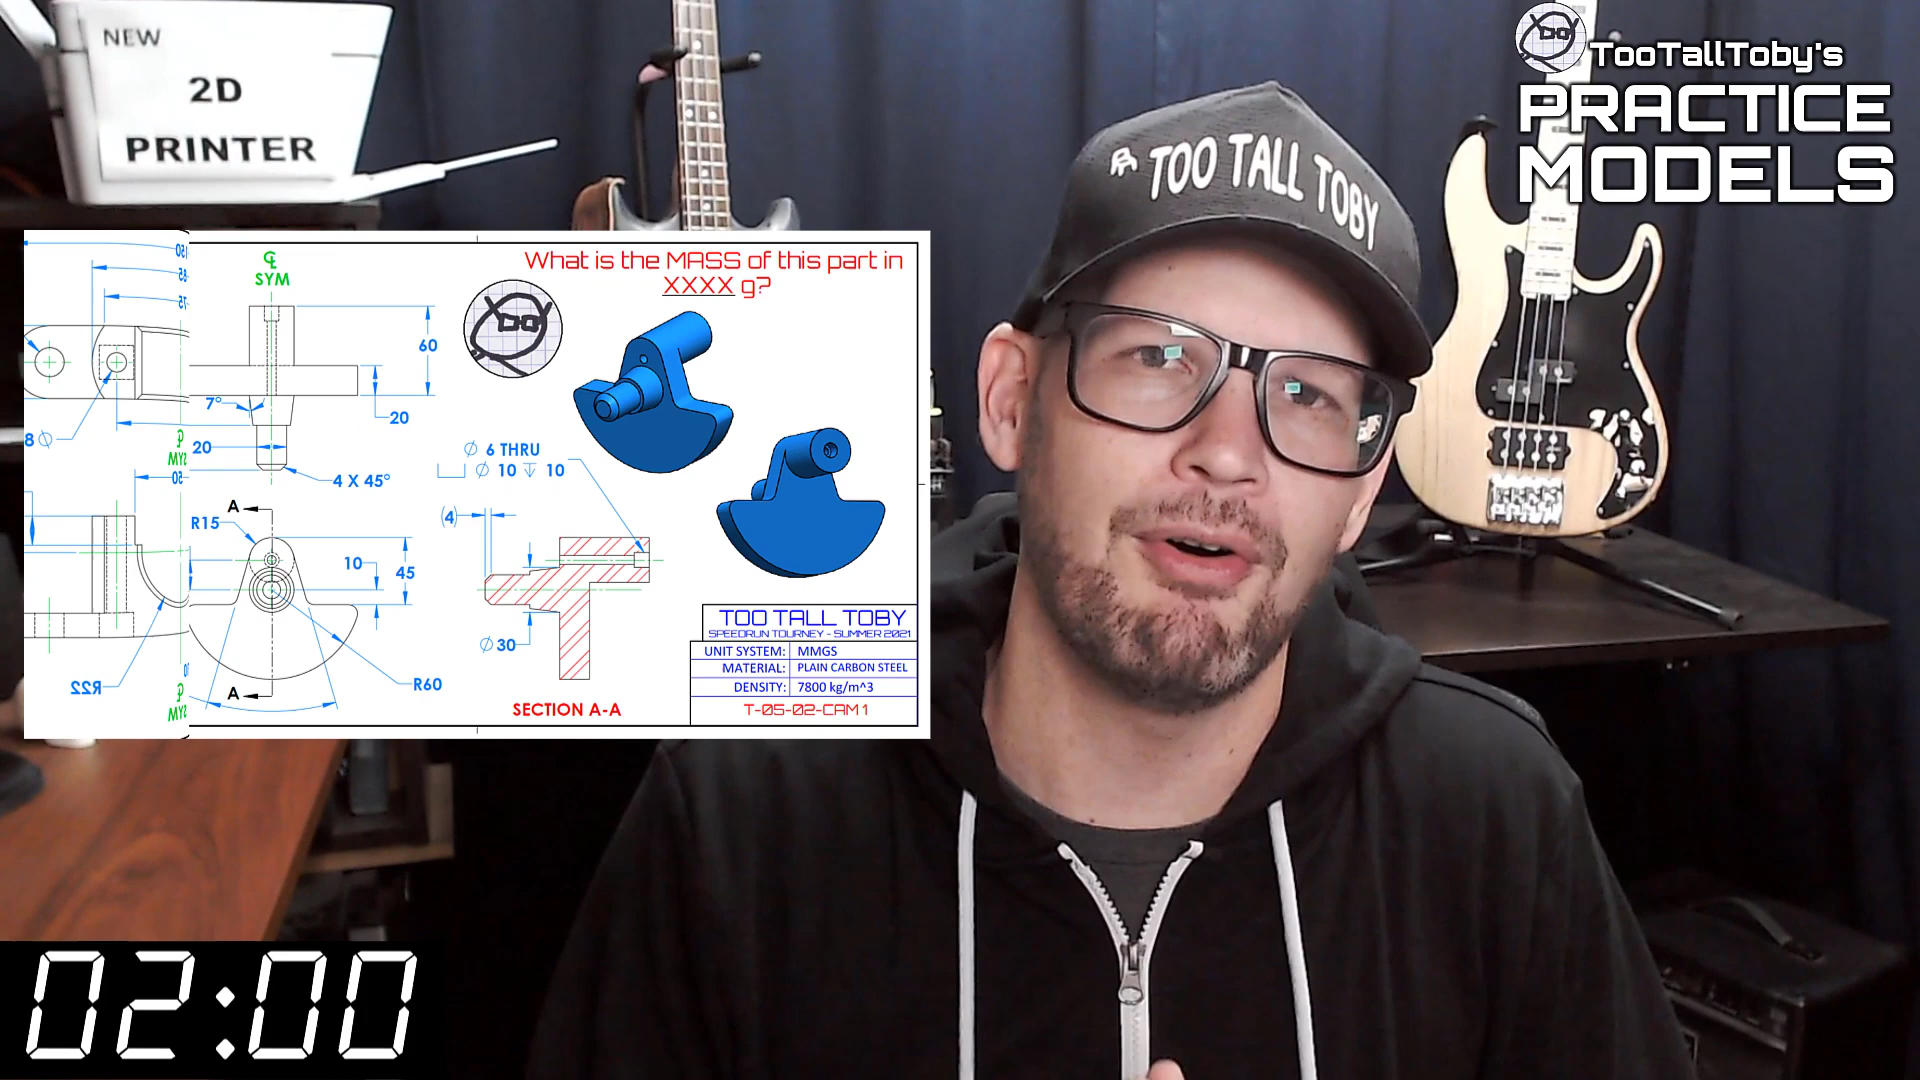 NEW
2D
PRINTER
TooTallToby's
PRACTICE
MODELS
TOO TALL TOBY
What is the MASS of this part in
XXXX g?
℄
SYM
60
20
7°
20
4 X 45°
8∅
∅ 6 THRU
⌴ ∅ 10 ↧ 10
(4)
A
R15
10
45
∅ 30
R22
R60
A
SECTION A-A
TOO TALL TOBY
SPEEDRUN TOURNEY - SUMMER 2021
UNIT SYSTEM: MMGS
MATERIAL: PLAIN CARBON STEEL
DENSITY: 7800 kg/m^3
T-05-02-CAM 1
02:00